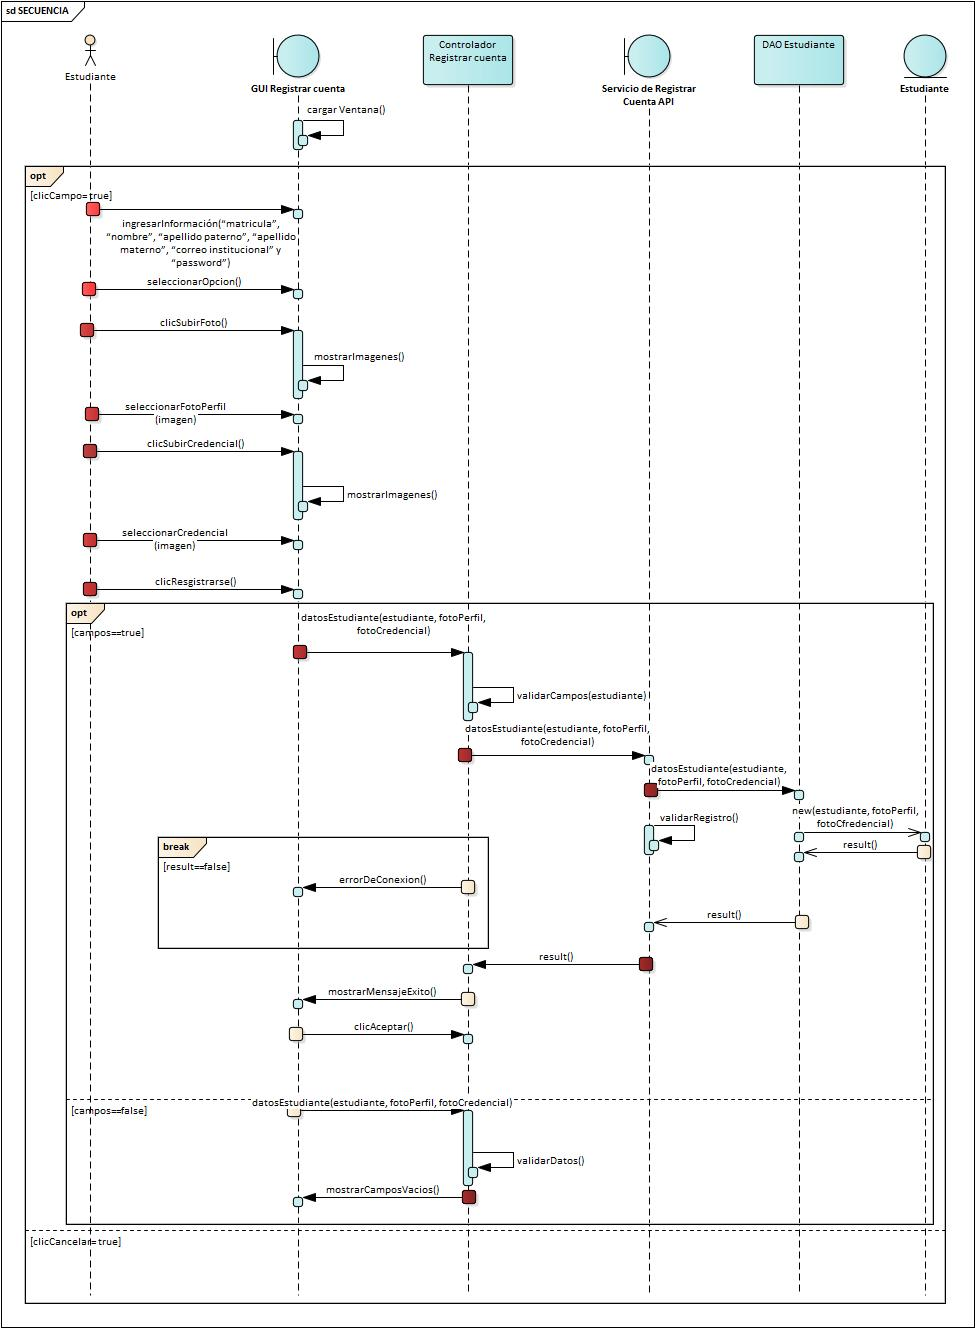 sd SECUENCIA
Estudiante
GUI Registrar cuenta
Controlador
Registrar cuenta
Servicio de Registrar
Cuenta API
DAO Estudiante
Estudiante
cargar Ventana()
opt
[clicCampo=true]
ingresarInformación(“matricula”,
“nombre”, “apellido paterno”, “apellido
materno”, “correo institucional” y
“password”)
seleccionarOpcion()
clicSubirFoto()
mostrarImagenes()
seleccionarFotoPerfil
(imagen)
clicSubirCredencial()
mostrarImagenes()
seleccionarCredencial
(imagen)
clicResgistrarse()
opt
[campos==true]
datosEstudiante(estudiante, fotoPerfil,
fotoCredencial)
validarCampos(estudiante)
datosEstudiante(estudiante, fotoPerfil,
fotoCredencial)
datosEstudiante(estudiante,
fotoPerfil, fotoCredencial)
new(estudiante, fotoPerfil,
fotoCfredencial)
validarRegistro()
result()
break
[result==false]
errorDeConexion()
result()
result()
mostrarMensajeExito()
clicAceptar()
[campos==false]
datosEstudiante(estudiante, fotoPerfil, fotoCredencial)
validarDatos()
mostrarCamposVacios()
[clicCancelar=true]